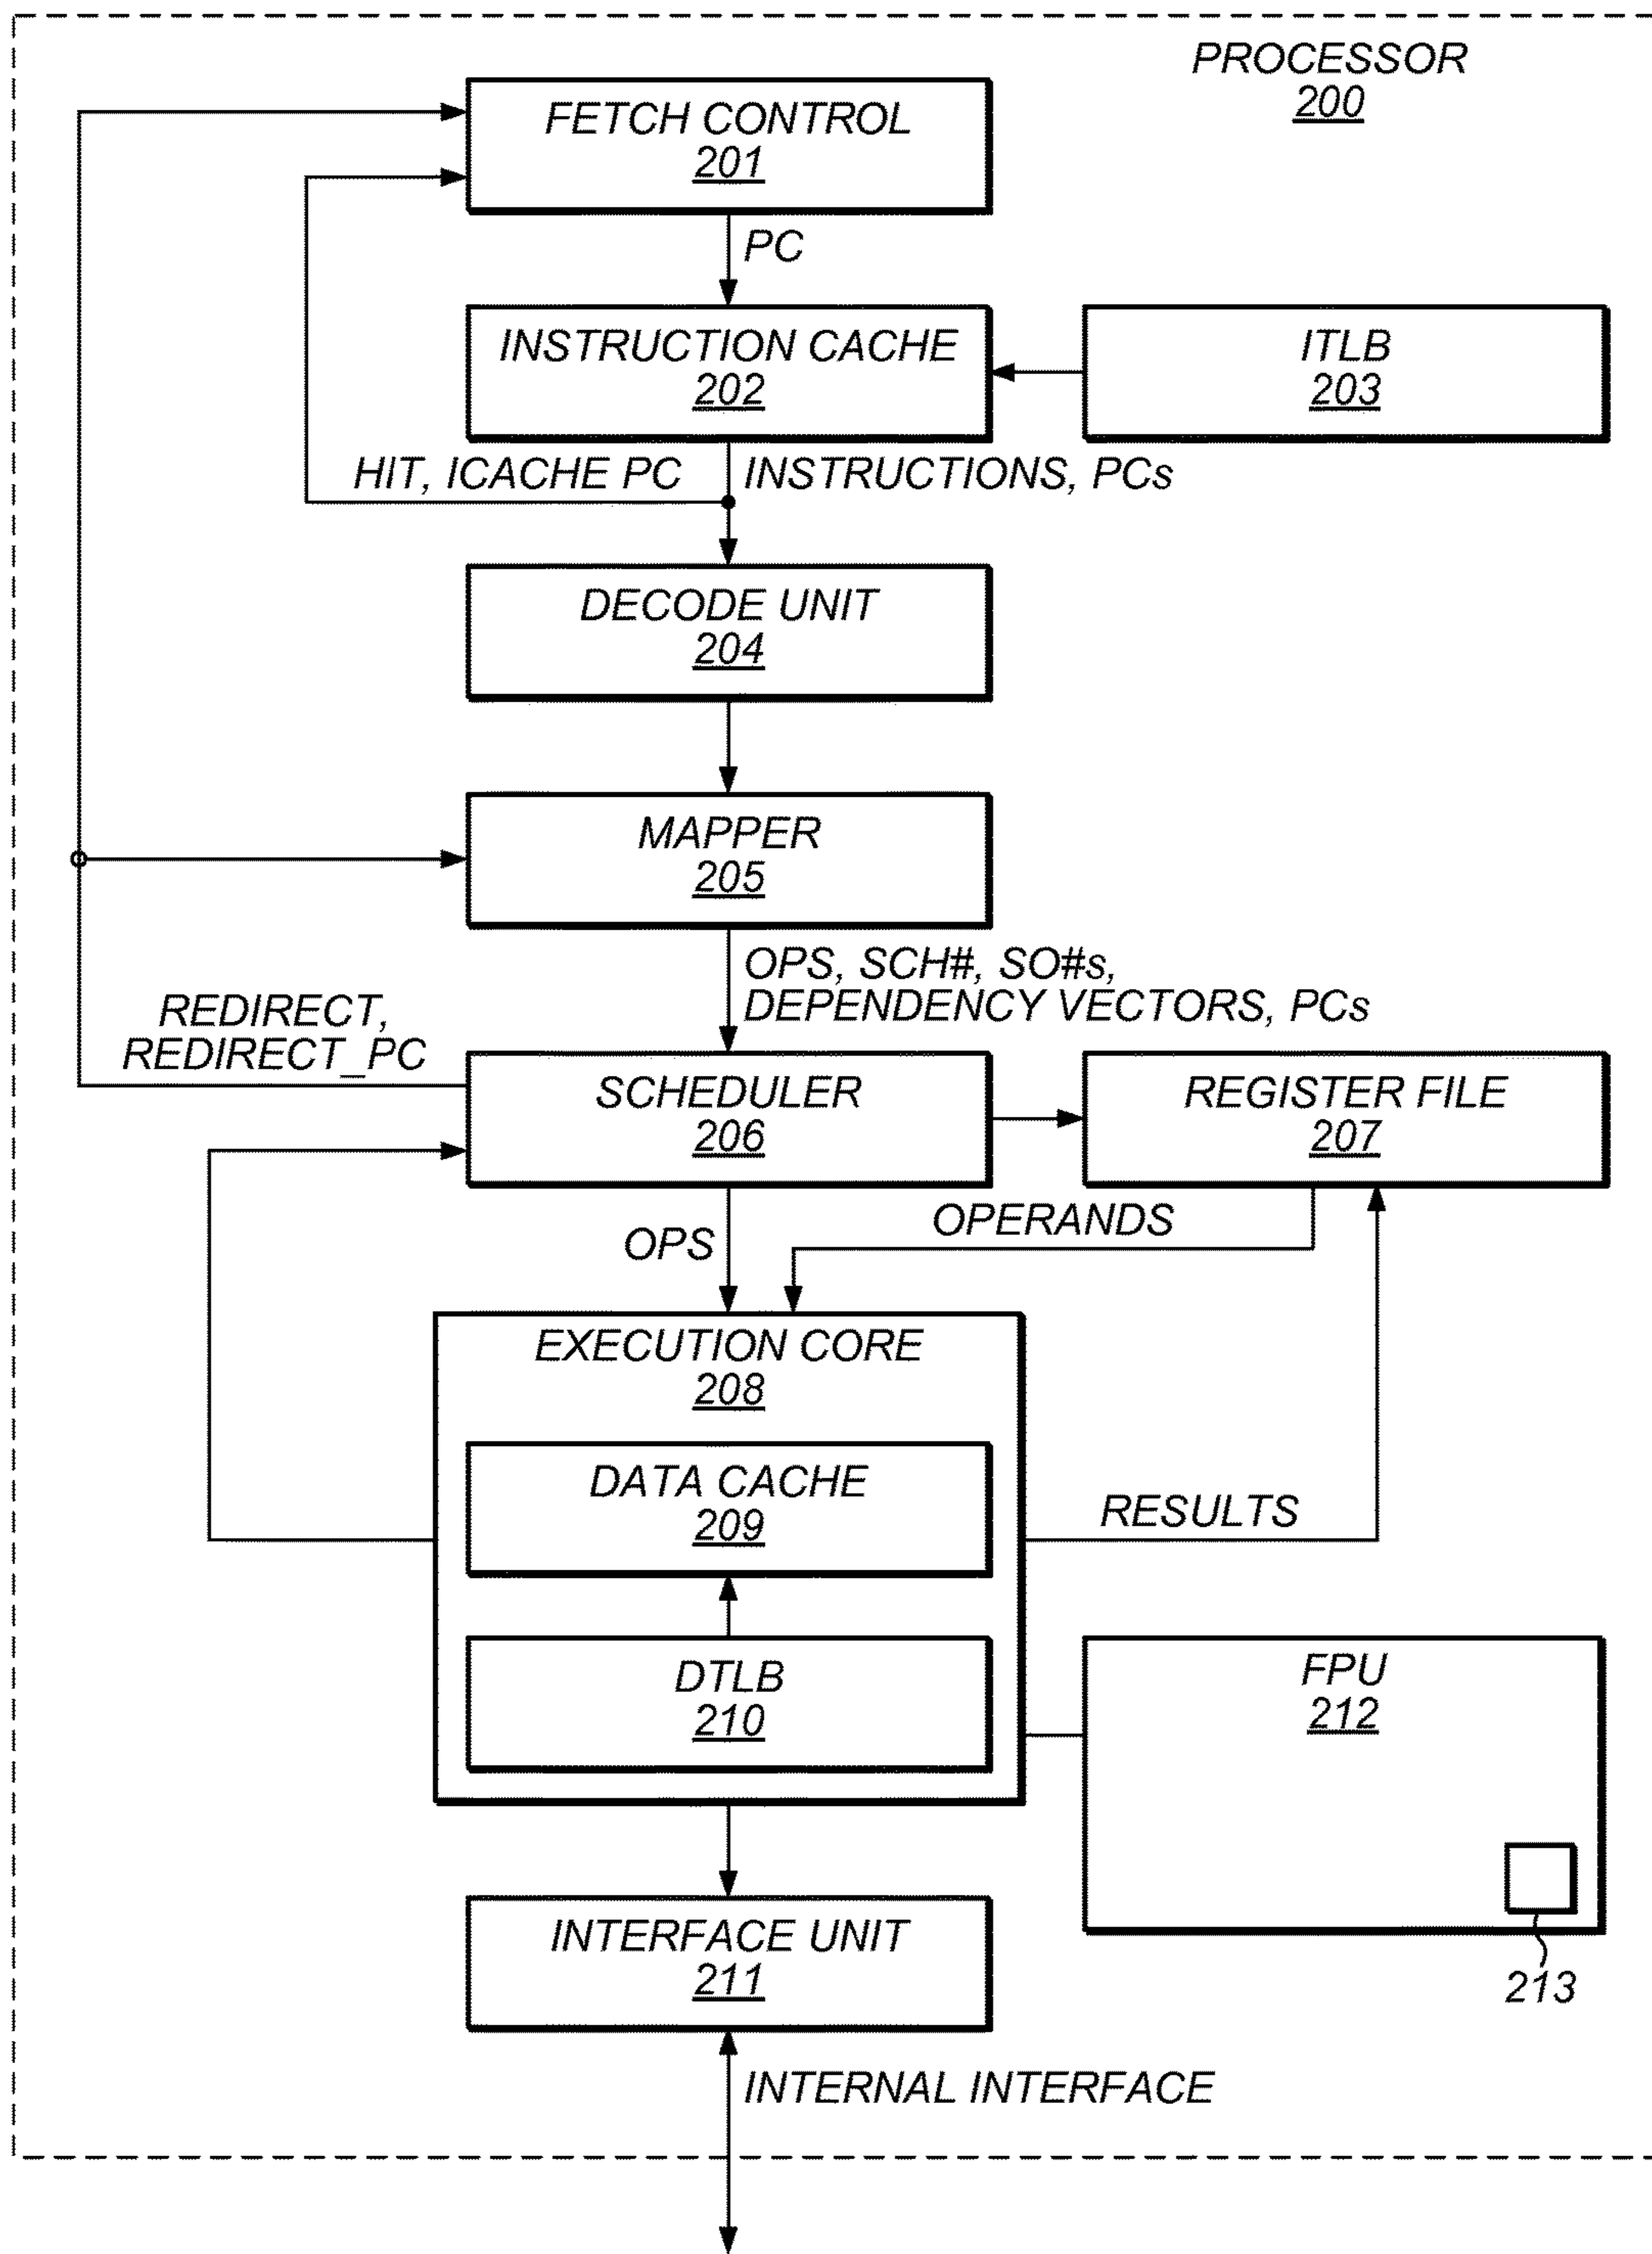 PROCESSOR
200
FETCH CONTROL
201
PC
INSTRUCTION CACHE
202
ITLB
203
HIT, ICACHE PC
INSTRUCTIONS, PCs
DECODE UNIT
204
MAPPER
205
OPS, SCH#, SO#s,
DEPENDENCY VECTORS, PCs
REDIRECT,
REDIRECT_PC
SCHEDULER
206
REGISTER FILE
207
OPS
OPERANDS
EXECUTION CORE
208
DATA CACHE
209
RESULTS
DTLB
210
FPU
212
INTERFACE UNIT
211
213
INTERNAL INTERFACE